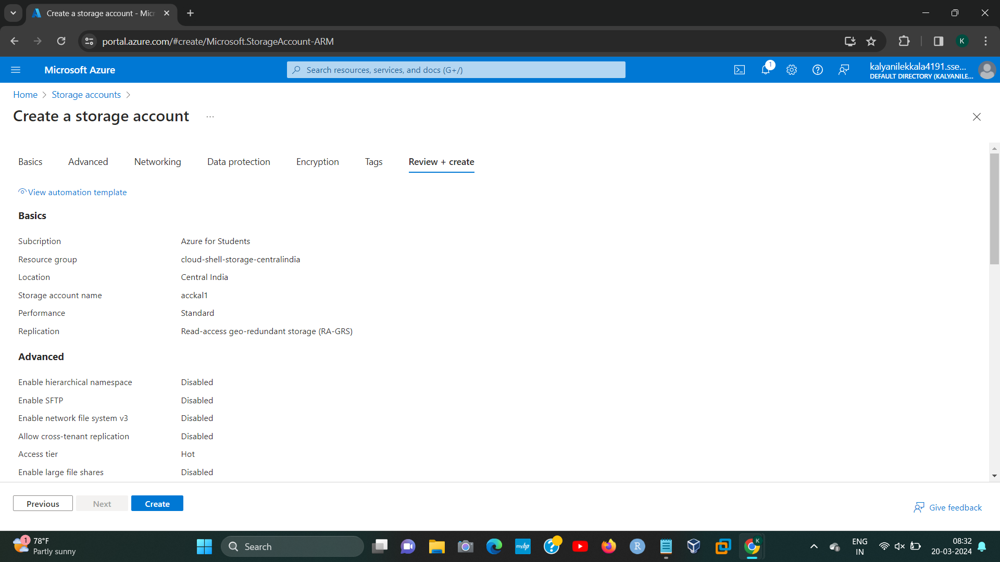 Create a storage account - Mic
portal.azure.com/#create/Microsoft.StorageAccount-ARM
K
Microsoft Azure
Search resources, services, and docs (G+/)
1
kalyanilekkala4191.sse...
DEFAULT DIRECTORY (KALYANILE...
Home > Storage accounts >
Create a storage account ...
Basics Advanced Networking Data protection Encryption Tags Review + create
View automation template
Basics
Subcription Azure for Students
Resource group cloud-shell-storage-centralindia
Location Central India
Storage account name acckal1
Performance Standard
Replication Read-access geo-redundant storage (RA-GRS)
Advanced
Enable hierarchical namespace Disabled
Enable SFTP Disabled
Enable network file system v3 Disabled
Allow cross-tenant replication Disabled
Access tier Hot
Enable large file shares Disabled
Previous Next Create
Give feedback
1
78°F
Partly sunny
Search
myhp
?
R
K
ENG
IN
08:32
20-03-2024